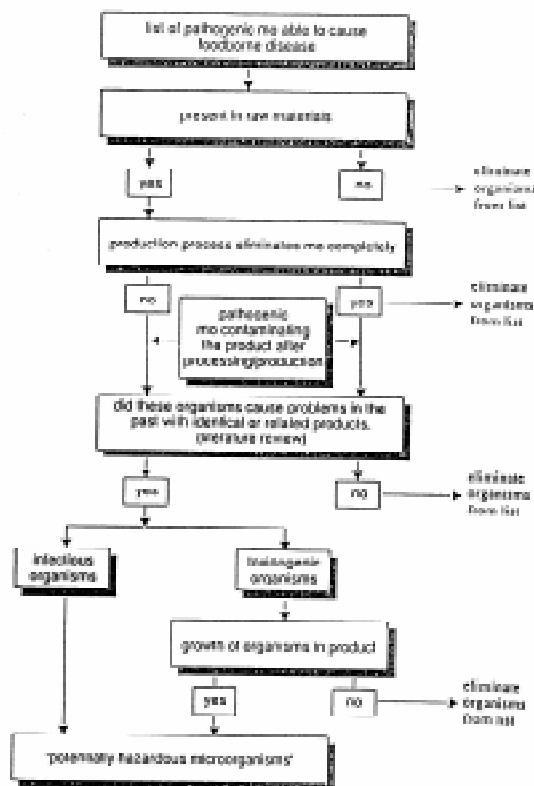 list of pathogenic mo able to cause
foodborne disease
present in raw materials
yes
no
eliminate
organisms
from list
production process eliminates mo completely
no
yes
eliminate
organisms
from list
pathogenic
mo contaminating
the product after
processing/production
did these organisms cause problems in the
past with identical or related products.
(literature review)
yes
no
eliminate
organisms
from list
infectious
organisms
toxinogenic
organisms
growth of organisms in product
yes
no
eliminate
organisms
from list
'potentially hazardous microorganisms'